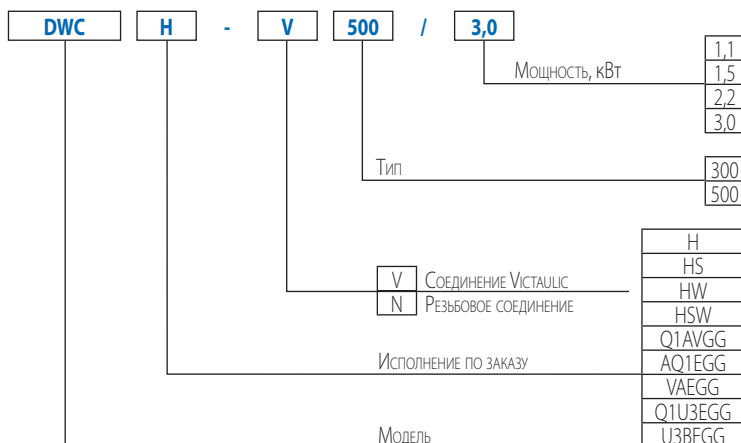 DWC H - V 500 / 3,0
Мощность, кВт
1,1
1,5
2,2
3,0
Тип
300
500
V Соединение Victaulic
N Резьбовое соединение
H
HS
HW
HSW
Q1AVGG
Исполнение по заказу
AQ1EGG
VAEGG
Q1U3EGG
Модель
U3BEGG